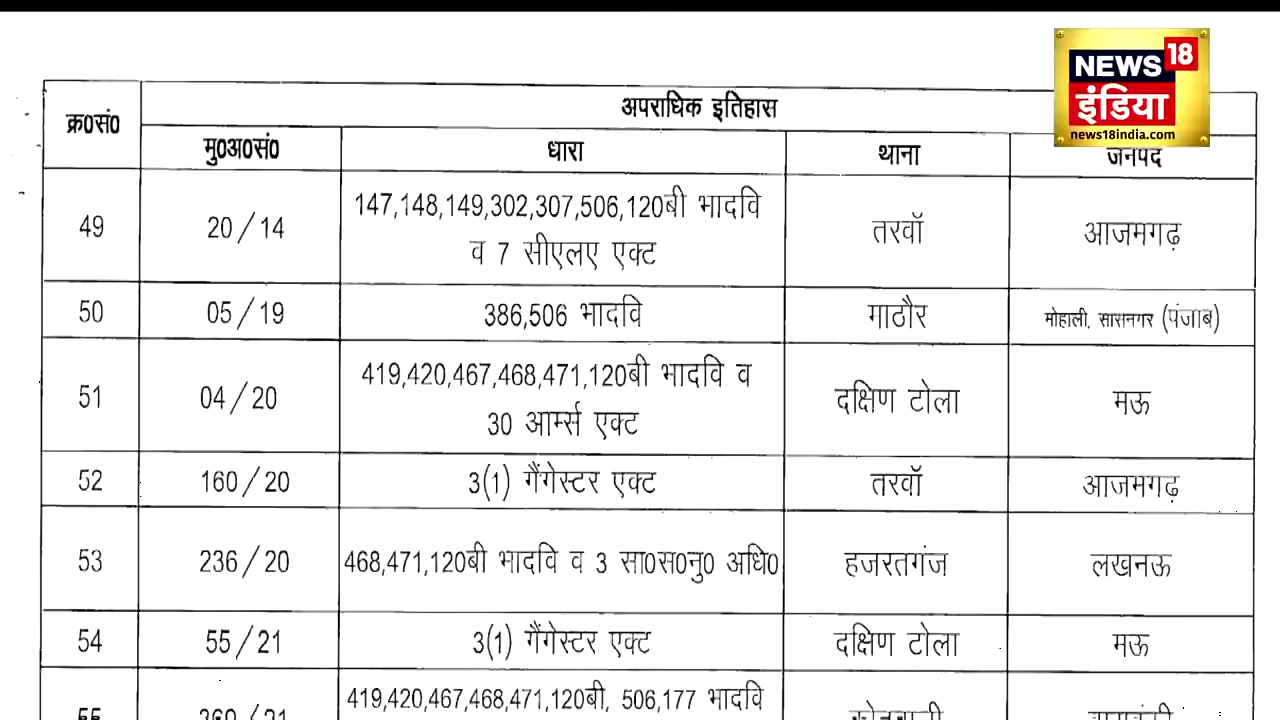 NEWS 18
इंडिया
news18india.com
अपराधिक इतिहास
क्र0सं0 मु0अ0सं0 धारा थाना जनपद
49 20/14 147,148,149,302,307,506,120बी भादवि तरवॉ आजमगढ़
व 7 सीएलए एक्ट
50 05/19 386,506 भादवि गाठौर मोहाली, सासनगर (पंजाब)
51 04/20 419,420,467,468,471,120बी भादवि व दक्षिण टोला मऊ
30 आर्म्स एक्ट
52 160/20 3(1) गैंगेस्टर एक्ट तरवॉ आजमगढ़
53 236/20 468,471,120बी भादवि व 3 सा0स0नु0 अधि0 हजरतगंज लखनऊ
54 55/21 3(1) गैंगेस्टर एक्ट दक्षिण टोला मऊ
55 419,420,467,468,471,120बी, 506,177 भादवि